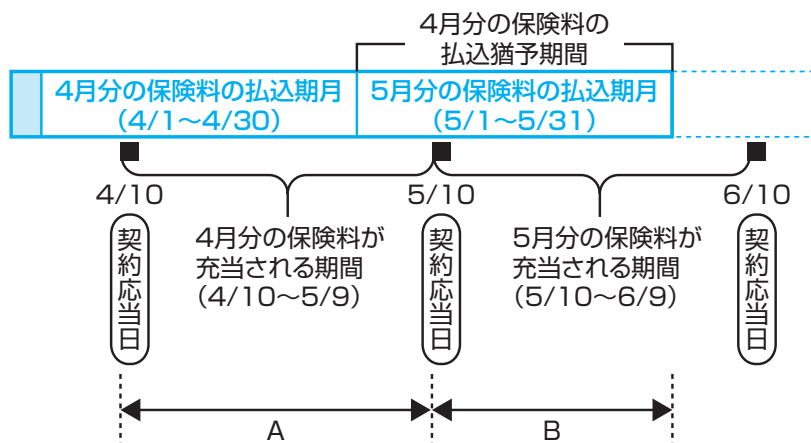 4月分の保険料の
払込猶予期間
4月分の保険料の払込期月
（4/1〜4/30）
5月分の保険料の払込期月
（5/1〜5/31）
4/10
5/10
6/10
契約応当日
4月分の保険料が
充当される期間
（4/10〜5/9）
契約応当日
5月分の保険料が
充当される期間
（5/10〜6/9）
契約応当日
A
B